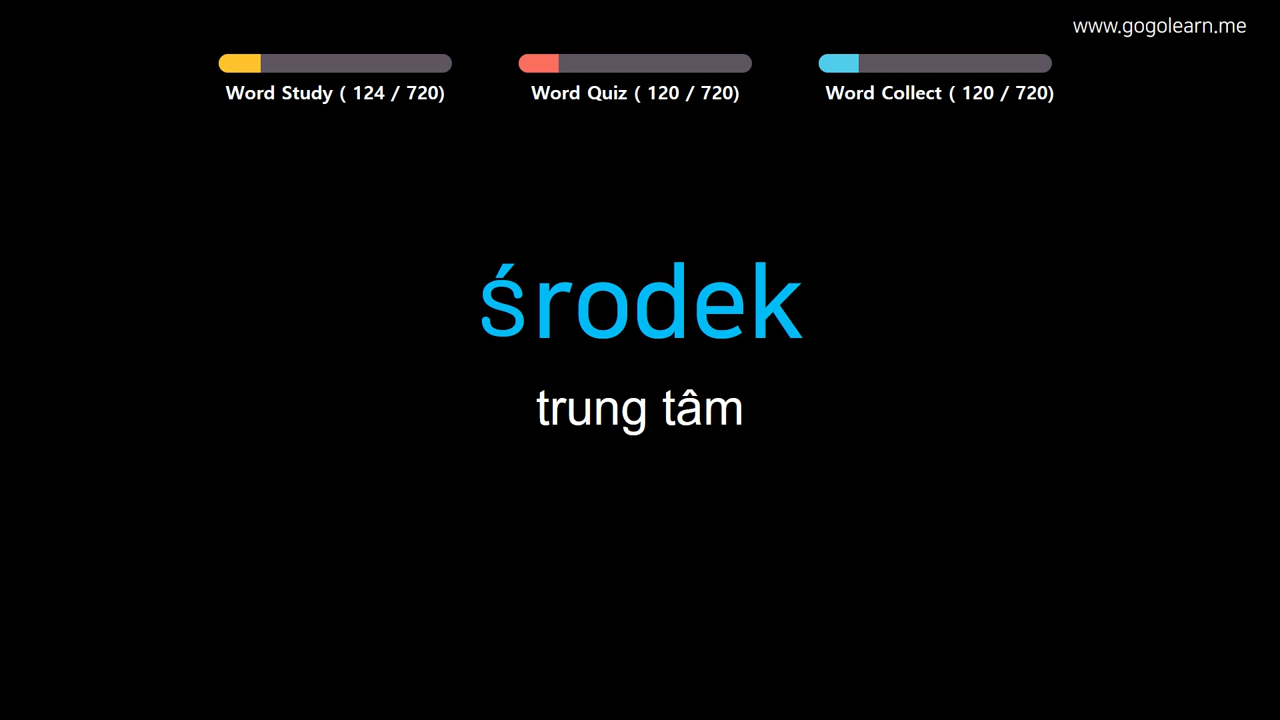 www.gogolearn.me
Word Study ( 124 / 720)
Word Quiz ( 120 / 720)
Word Collect ( 120 / 720)
środek
trung tâm